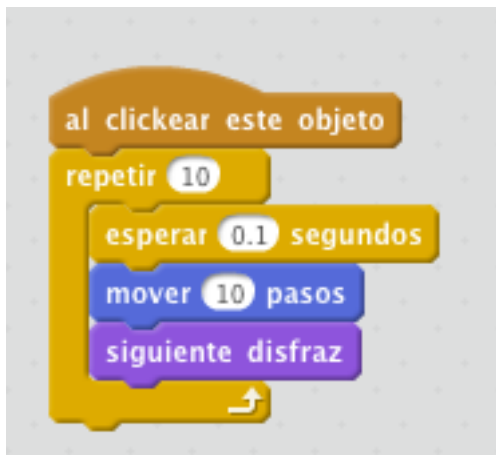 al clickear este objeto
repetir 10
esperar 0.1 segundos
mover 10 pasos
siguiente disfraz